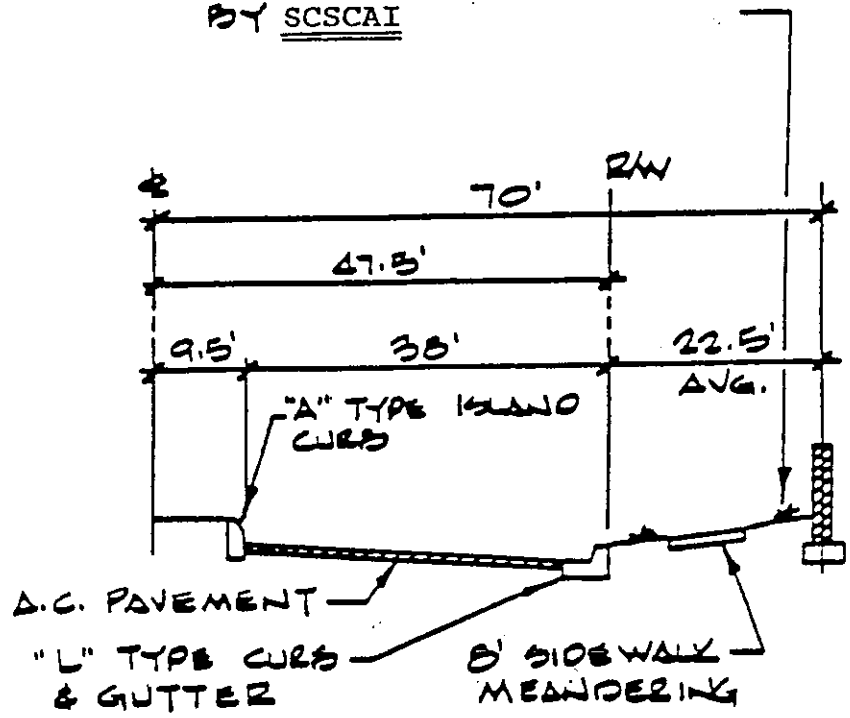 BY SCSCAI
℄
R/W
70'
47.5'
9.5'
38'
22.5'
AVG.
"A" TYPE ISLAND
CURB
A.C. PAVEMENT
"L" TYPE CURB
& GUTTER
8' SIDEWALK
MEANDERING